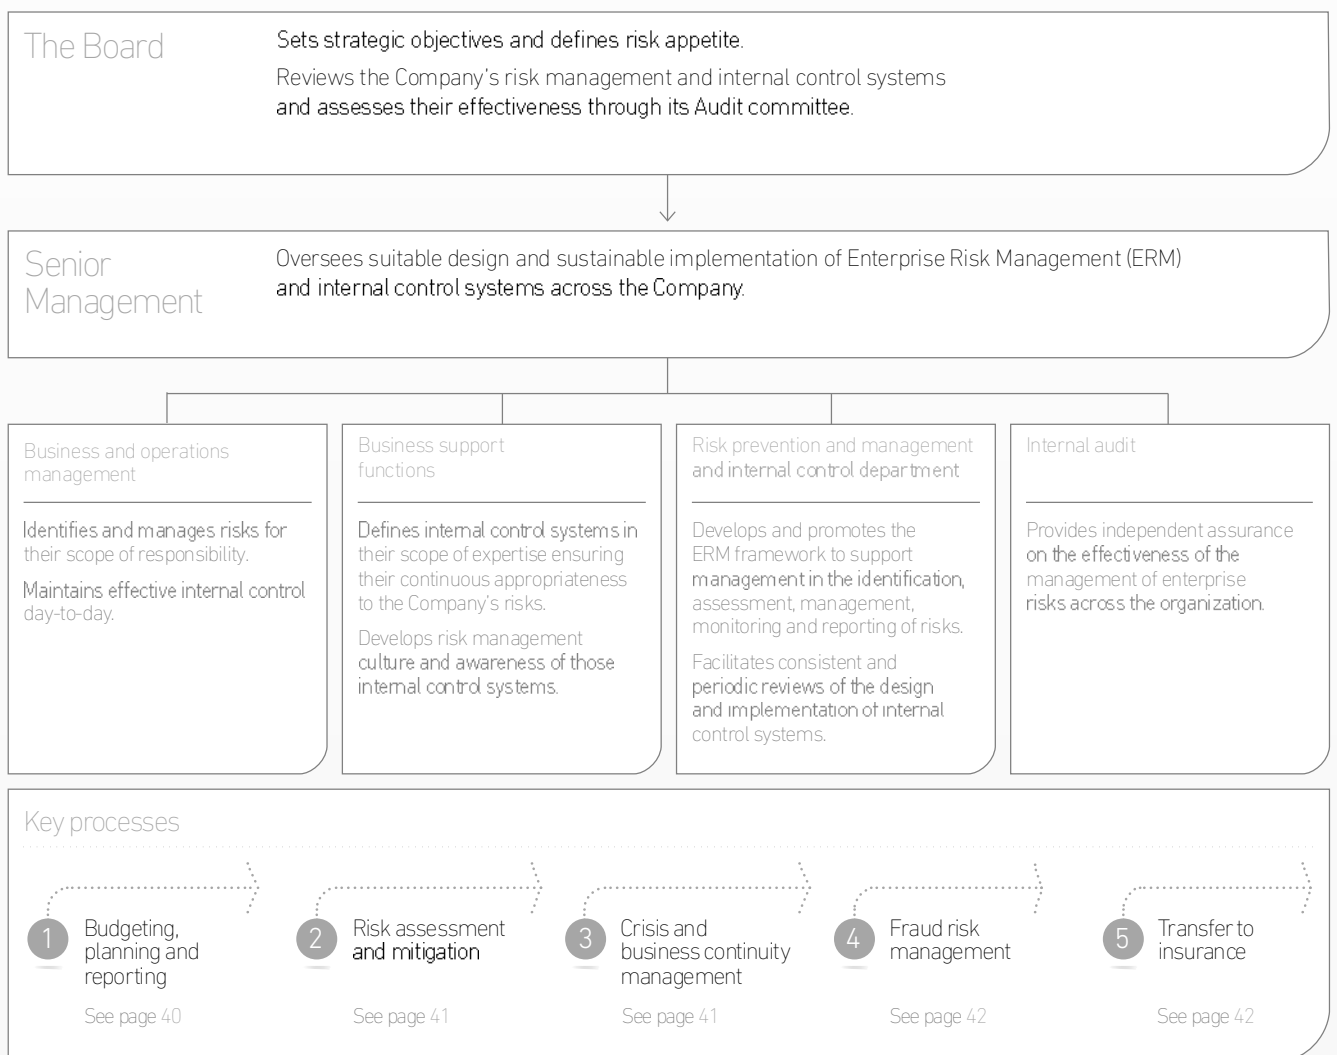 The Board
Sets strategic objectives and defines risk appetite.
Reviews the Company's risk management and internal control systems
and assesses their effectiveness through its Audit committee.
Senior
Management
Oversees suitable design and sustainable implementation of Enterprise Risk Management (ERM)
and internal control systems across the Company.
Business and operations
management
Identifies and manages risks for
their scope of responsibility.
Maintains effective internal control
day-to-day.
Business support
functions
Defines internal control systems in
their scope of expertise ensuring
their continuous appropriateness
to the Company's risks.
Develops risk management
culture and awareness of those
internal control systems.
Risk prevention and management
and internal control department
Develops and promotes the
ERM framework to support
management in the identification,
assessment, management,
monitoring and reporting of risks.
Facilitates consistent and
periodic reviews of the design
and implementation of internal
control systems.
Internal audit
Provides independent assurance
on the effectiveness of the
management of enterprise
risks across the organization.
Key processes
1
Budgeting,
planning and
reporting
See page 40
2
Risk assessment
and mitigation
See page 41
3
Crisis and
business continuity
management
See page 41
4
Fraud risk
management
See page 42
5
Transfer to
insurance
See page 42